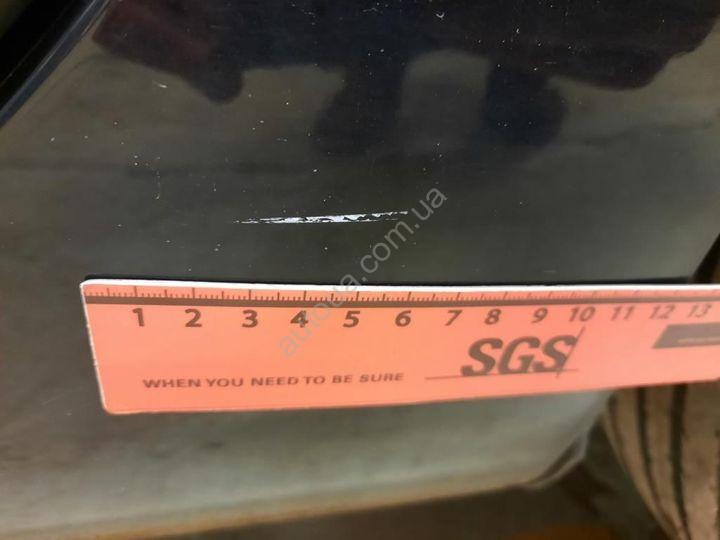 autoua.com.ua
1 2 3 4 5 6 7 8 9 10 11 12 13
SGS
WHEN YOU NEED TO BE SURE